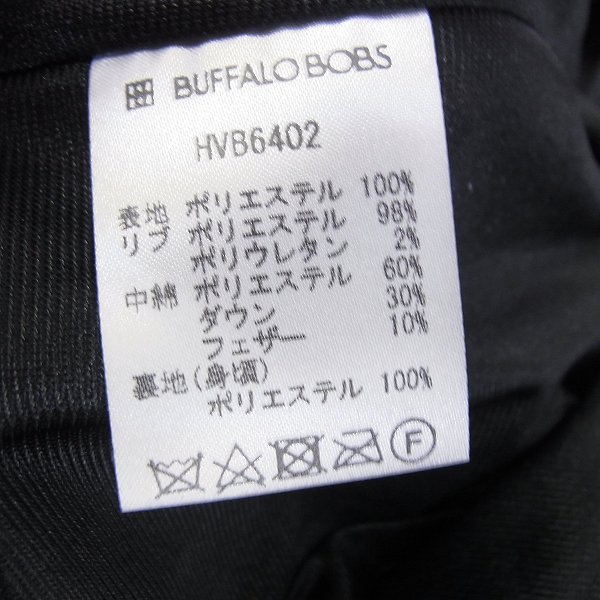 BUFFALO BOBS
HVB6402
表地 ポリエステル 100%
リブ ポリエステル 98%
ポリウレタン 2%
中綿 ポリエステル 60%
ダウン 30%
フェザー 10%
裏地(身頃)
ポリエステル 100%
F